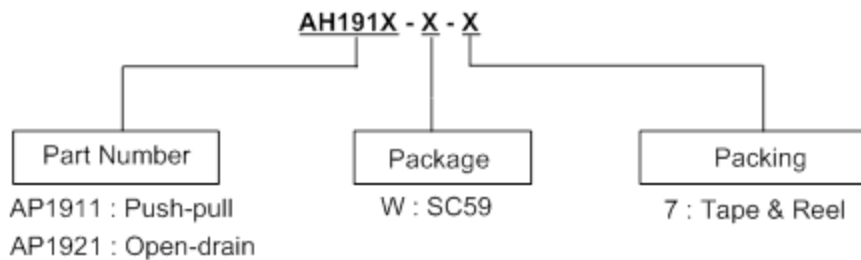 AH191X - X - X
Part Number
Package
Packing
AP1911 : Push-pull
W : SC59
7 : Tape & Reel
AP1921 : Open-drain